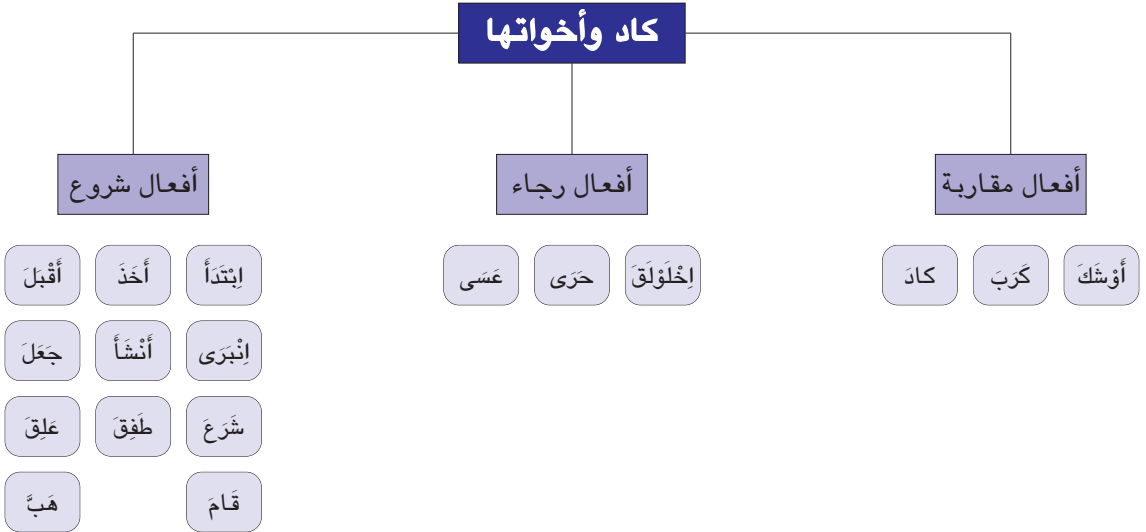 كاد وأخواتها
أفعال مقاربة
أفعال رجاء
أفعال شروع
أَوْشَكَ
كَرَبَ
كادَ
اِخْلَوْلَقَ
حَرَى
عَسَى
اِبْتَدَأَ
أَخَذَ
أَقْبَلَ
اِنْبَرَى
أَنْشَأَ
جَعَلَ
شَرَعَ
طَفِقَ
عَلِقَ
قَامَ
هَبَّ